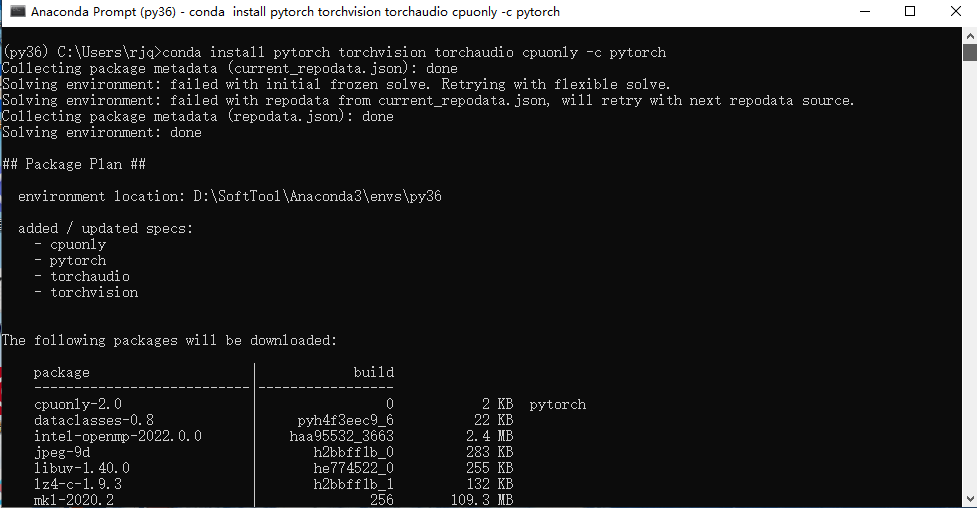 Anaconda Prompt (py36) - conda  install pytorch torchvision torchaudio cpuonly -c pytorch
(py36) C:\Users\rjq>conda install pytorch torchvision torchaudio cpuonly -c pytorch
Collecting package metadata (current_repodata.json): done
Solving environment: failed with initial frozen solve. Retrying with flexible solve.
Solving environment: failed with repodata from current_repodata.json, will retry with next repodata source.
Collecting package metadata (repodata.json): done
Solving environment: done
## Package Plan ##
environment location: D:\SoftTool\Anaconda3\envs\py36
added / updated specs:
- cpuonly
- pytorch
- torchaudio
- torchvision
The following packages will be downloaded:
package | build
---------------------------|-----------------
cpuonly-2.0 | 0 2 KB pytorch
dataclasses-0.8 | pyh4f3eec9_6 22 KB
intel-openmp-2022.0.0 | haa95532_3663 2.4 MB
jpeg-9d | h2bbff1b_0 283 KB
libuv-1.40.0 | he774522_0 255 KB
lz4-c-1.9.3 | h2bbff1b_1 132 KB
mkl-2020.2 | 256 109.3 MB